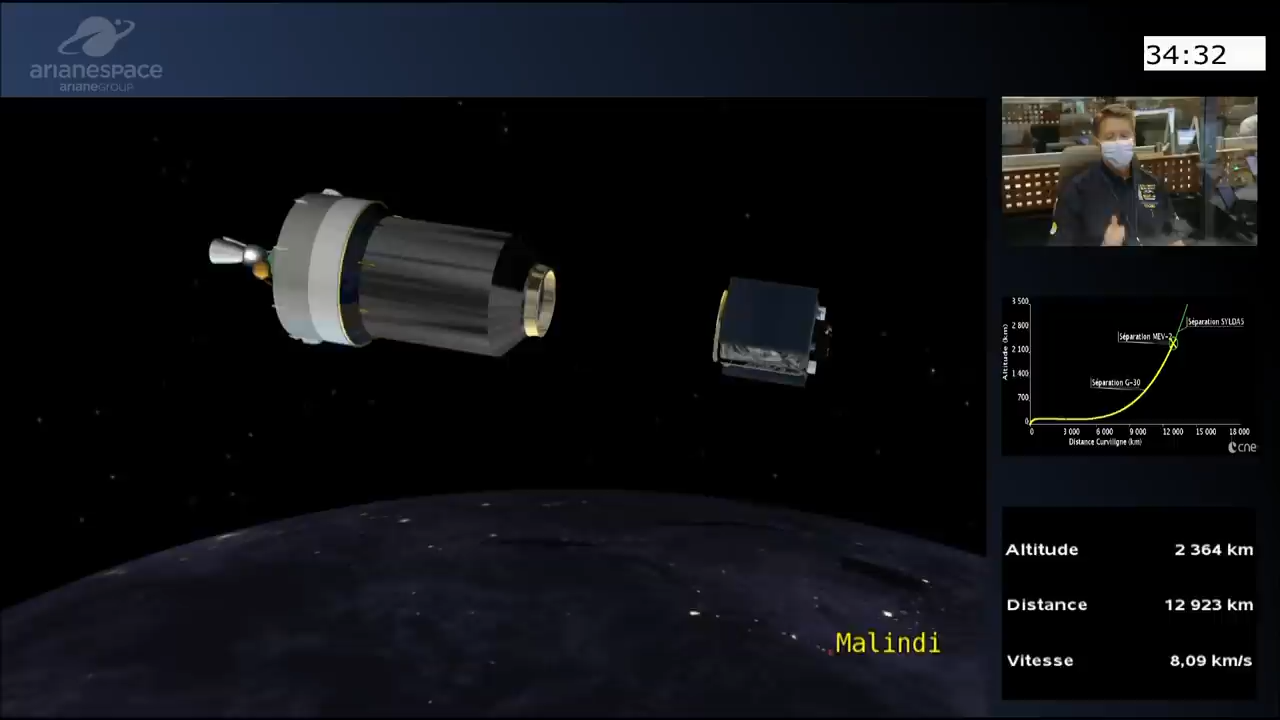 arianespace
arianeGROUP
34:32
Altitude (km)
3 500
2 800
2 100
1 400
700
0
Séparation SYLDA5
Séparation MEV-2
Séparation G-30
0
3 000
6 000
9 000
12 000
15 000
18 000
Distance Curviligne (km)
cne
Altitude
2 364 km
Distance
12 923 km
Vitesse
8,09 km/s
Malindi